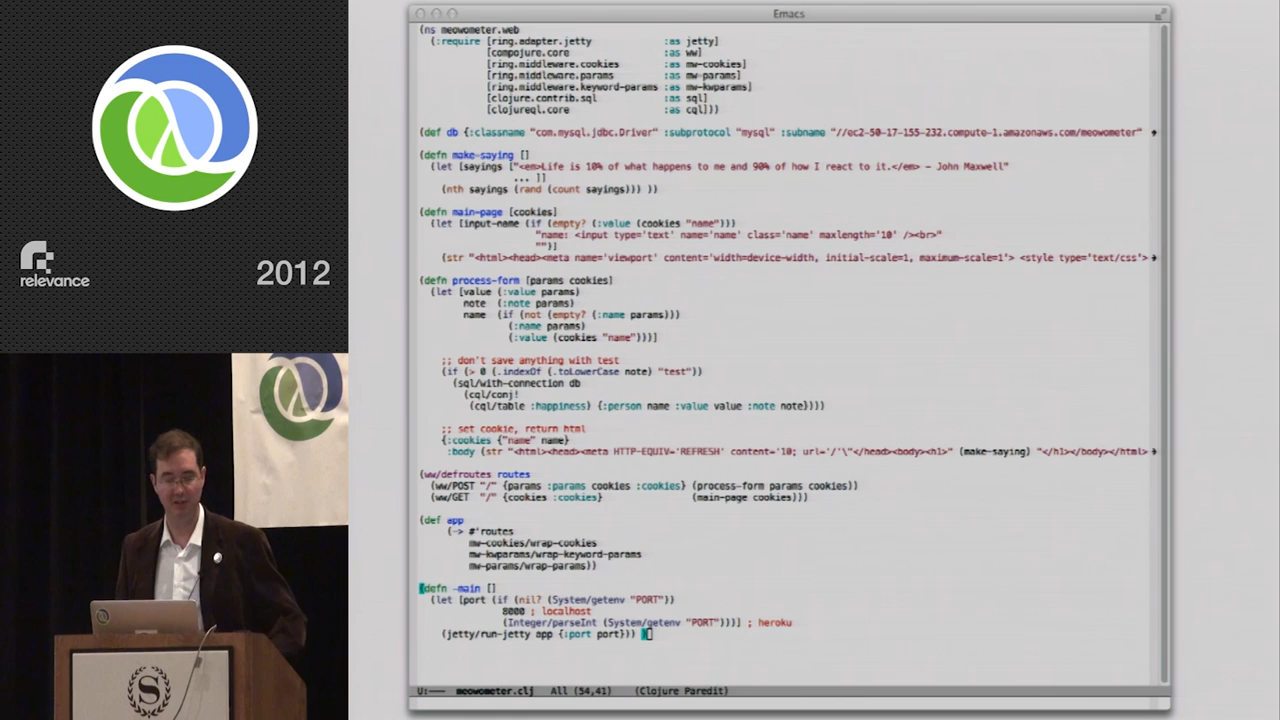 relevance
2012
S
Emacs
(ns meowometer.web
(:require [ring.adapter.jetty :as jetty]
[compojure.core :as ww]
[ring.middleware.cookies :as mw-cookies]
[ring.middleware.params :as mw-params]
[ring.middleware.keyword-params :as mw-kwparams]
[clojure.contrib.sql :as sql]
[clojureql.core :as cql]))
(def db {:classname "com.mysql.jdbc.Driver" :subprotocol "mysql" :subname "//ec2-50-17-155-232.compute-1.amazonaws.com/meowometer"
(defn make-saying []
(let [sayings ["<em>Life is 10% of what happens to me and 90% of how I react to it.</em> - John Maxwell"
... ]]
(nth sayings (rand (count sayings))) ))
(defn main-page [cookies]
(let [input-name (if (empty? (:value (cookies "name")))
"name: <input type='text' name='name' class='name' maxlength='10' /><br>"
"")]
(str "<html><head><meta name='viewport' content='width=device-width, initial-scale=1, maximum-scale=1'> <style type='text/css'>
(defn process-form [params cookies]
(let [value (:value params)
note (:note params)
name (if (not (empty? (:name params)))
(:name params)
(:value (cookies "name")))]
;; don't save anything with test
(if (> 0 (.indexOf (.toLowerCase note) "test"))
(sql/with-connection db
(cql/conj!
(cql/table :happiness) {:person name :value value :note note})))
;; set cookie, return html
{:cookies {"name" name}
:body (str "<html><head><meta HTTP-EQUIV='REFRESH' content='10; url='/'\"</head><body><h1>" (make-saying) "</h1></body></html>
(ww/defroutes routes
(ww/POST "/" {params :params cookies :cookies} (process-form params cookies))
(ww/GET "/" {cookies :cookies} (main-page cookies)))
(def app
(-> #'routes
mw-cookies/wrap-cookies
mw-kwparams/wrap-keyword-params
mw-params/wrap-params))
(defn -main []
(let [port (if (nil? (System/getenv "PORT"))
8000 ; localhost
(Integer/parseInt (System/getenv "PORT")))] ; heroku
(jetty/run-jetty app {:port port})) )
U:--- meowometer.clj All (54,41) (Clojure Paredit)